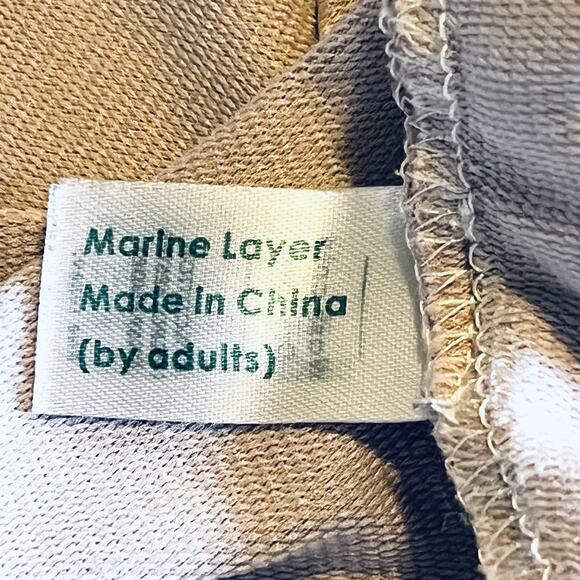 Marine Layer
Made in China
(by adults)